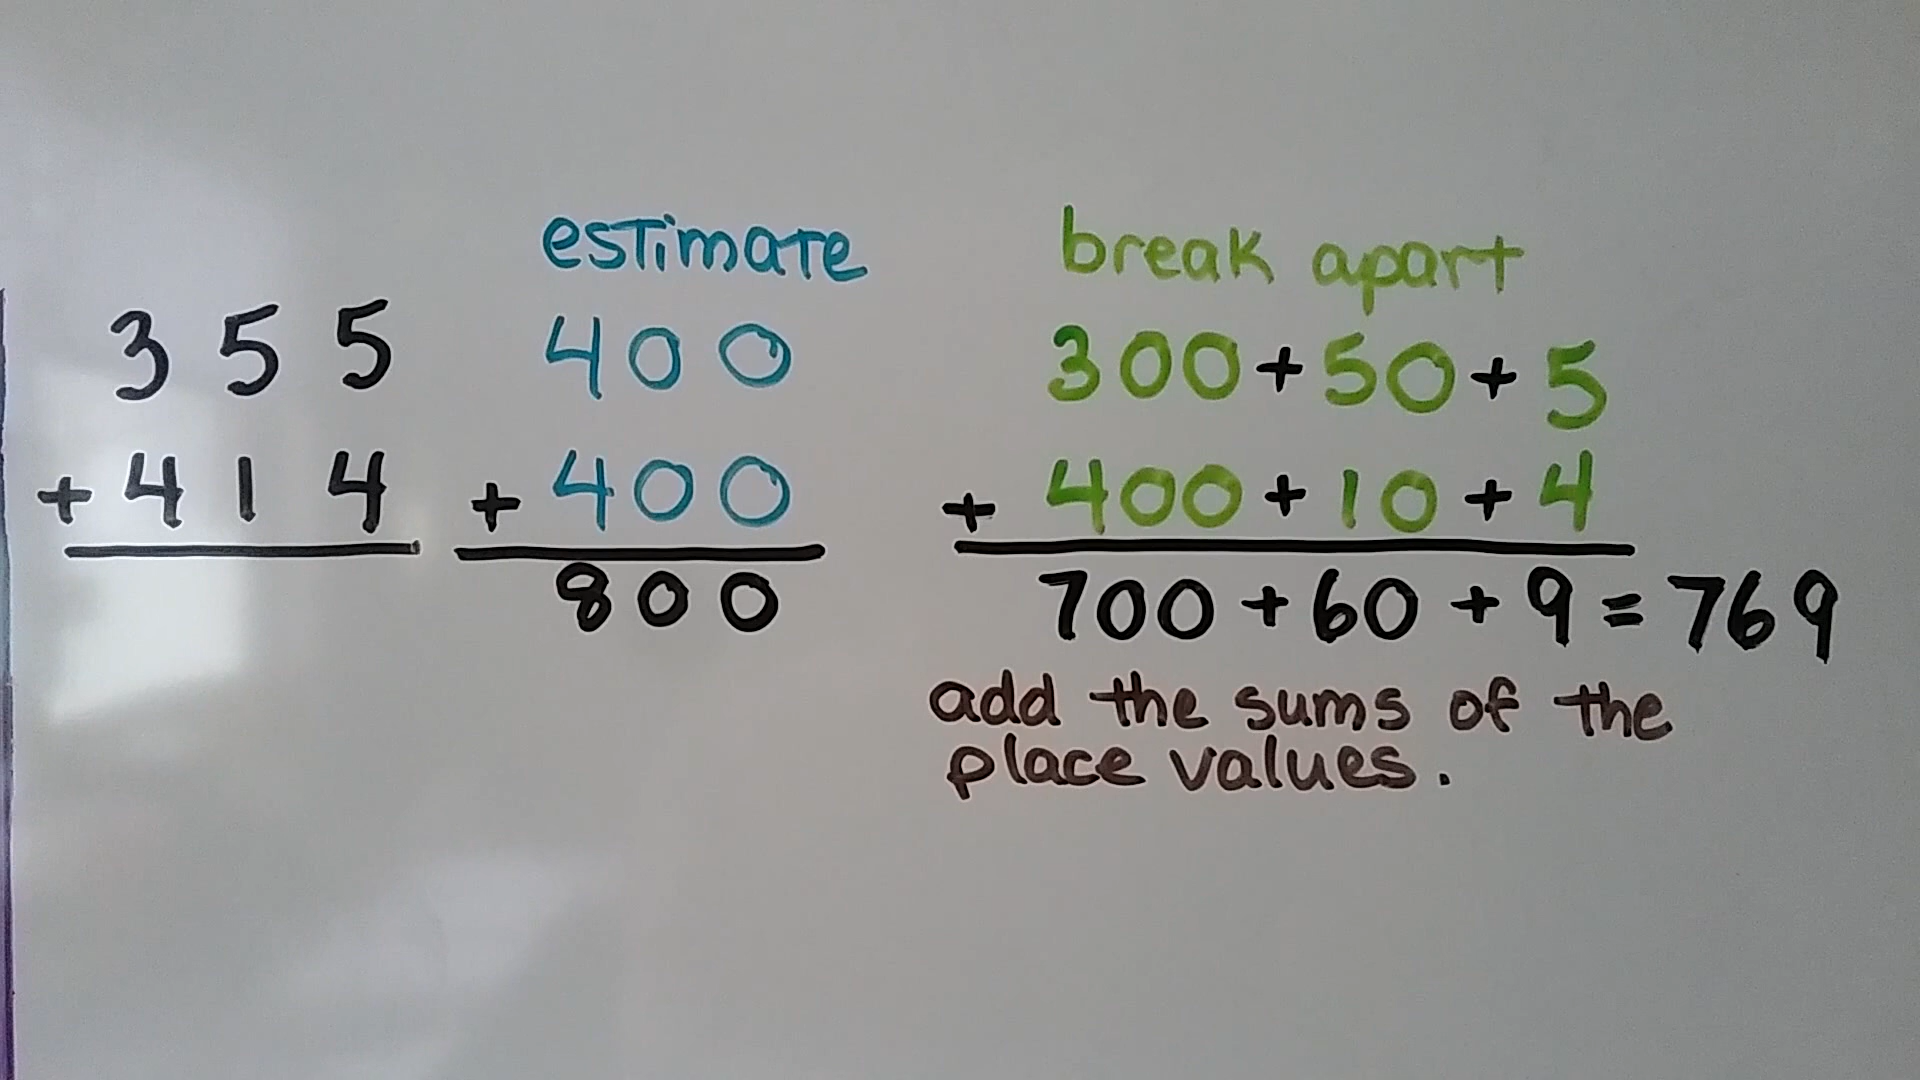 355
+ 414
estimate
400
+ 400
800
break apart
300 + 50 + 5
+ 400 + 10 + 4
700 + 60 + 9 = 769
add the sums of the
place values.